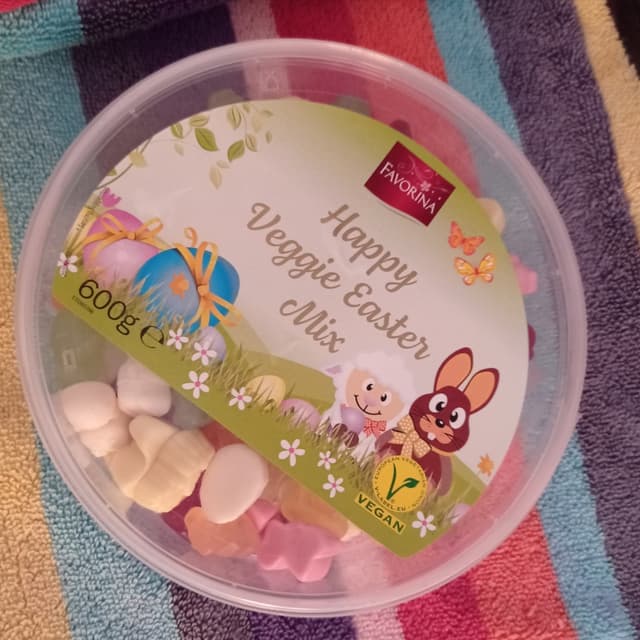 FAVORINA
Happy
Veggie Easter
Mix
600g e
VEGAN